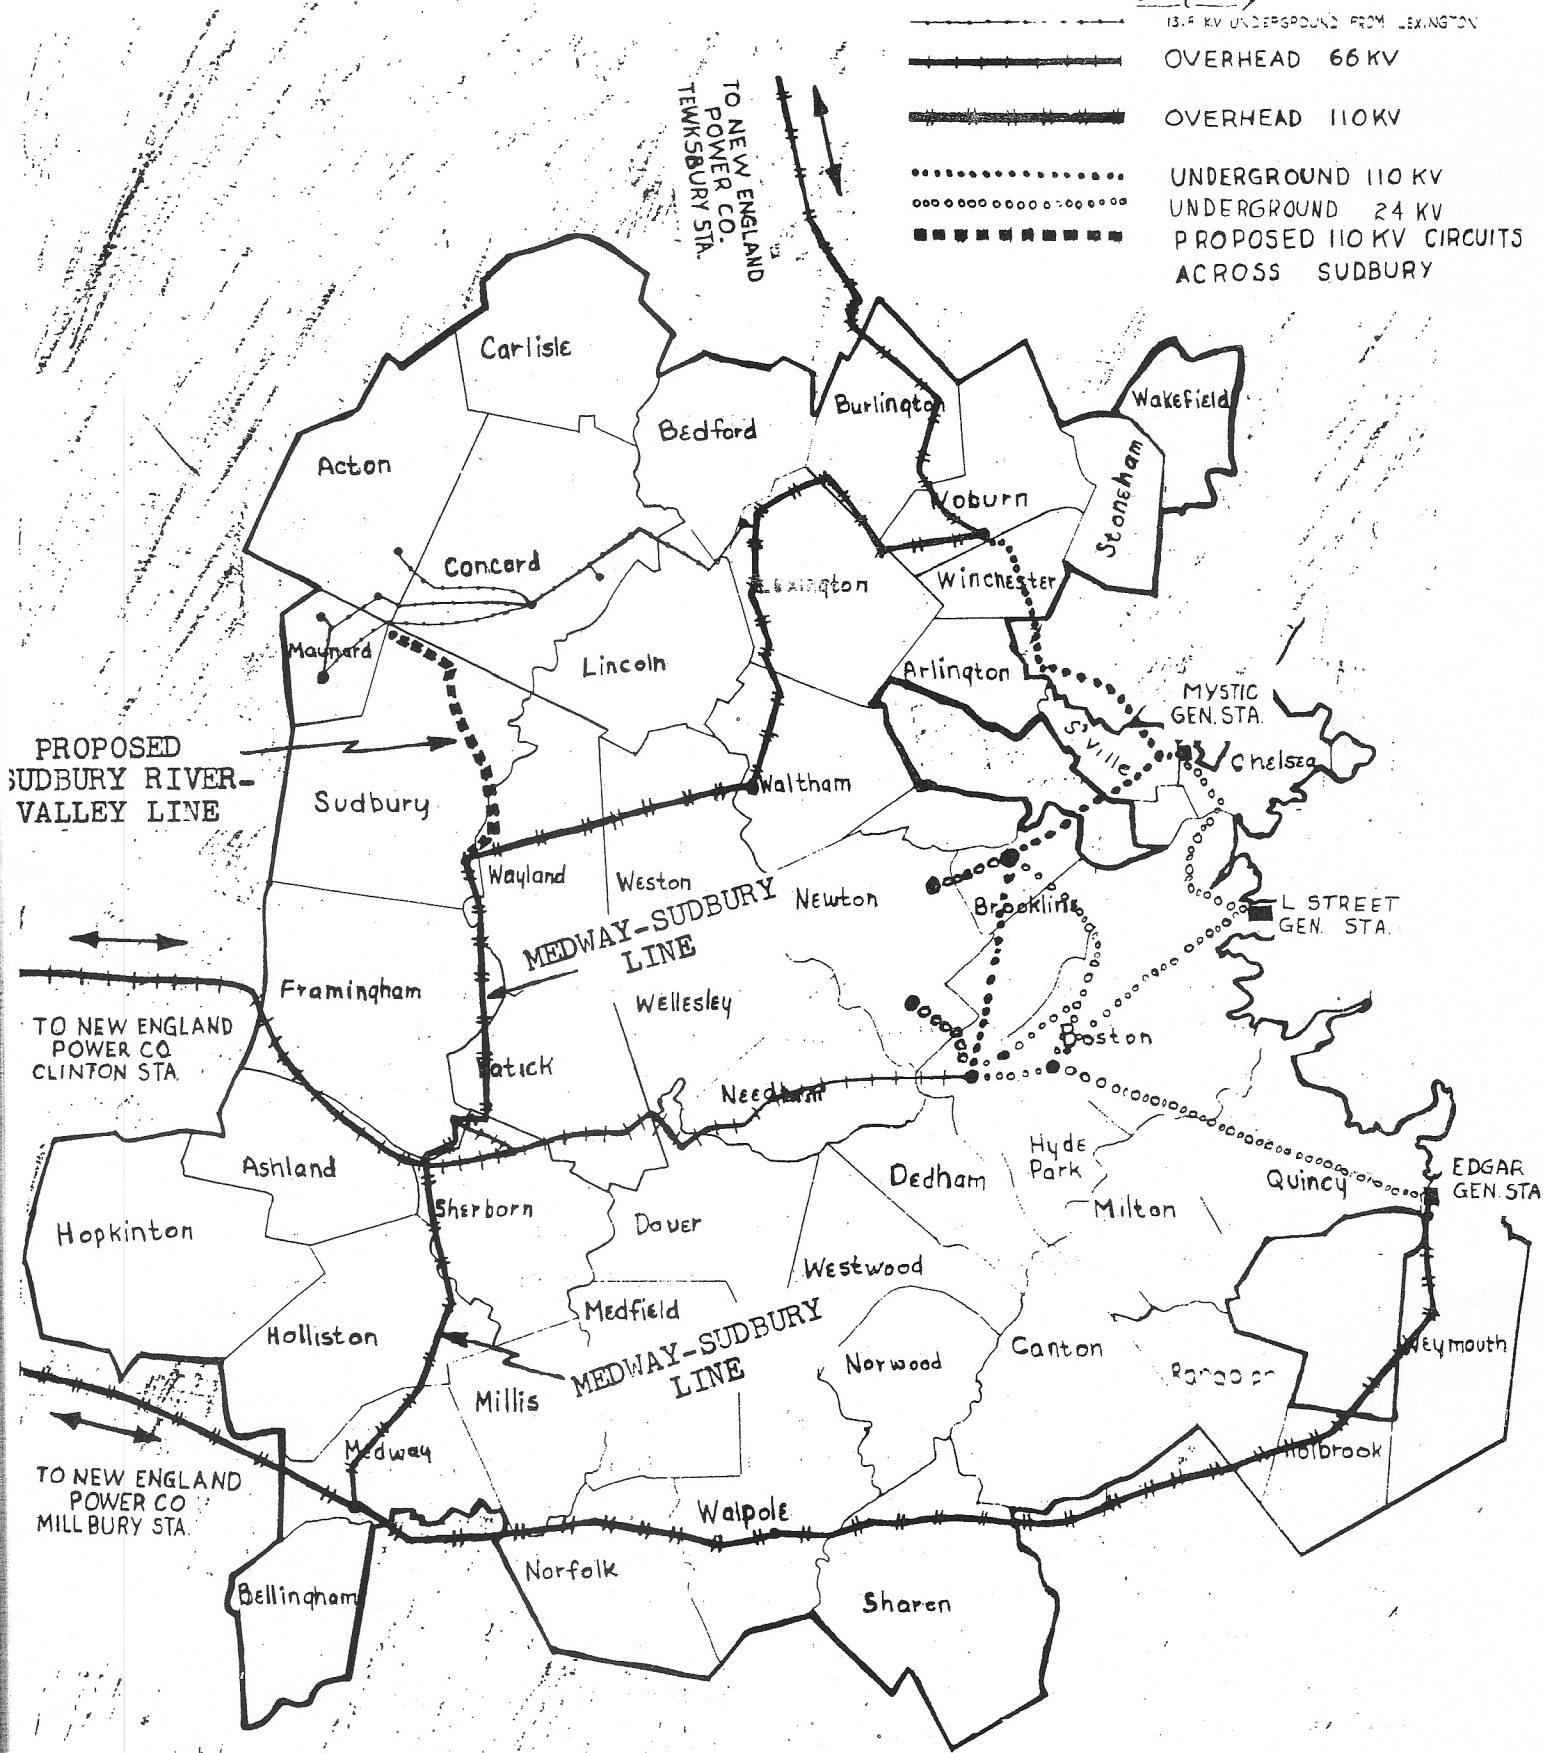 13.8 KV UNDERGROUND FROM LEXINGTON
OVERHEAD 66 KV
OVERHEAD 110 KV
UNDERGROUND 110 KV
UNDERGROUND 24 KV
PROPOSED 110 KV CIRCUITS
ACROSS SUDBURY
TO NEW ENGLAND
POWER CO.
TEWKSBURY STA.
Carlisle
Bedford
Burlington
Wakefield
Acton
Woburn
Stoneham
Concord
Lexington
Winchester
Maynard
Lincoln
Arlington
MYSTIC
GEN. STA.
S'ville
Chelsea
PROPOSED
SUDBURY RIVER-
VALLEY LINE
Sudbury
Waltham
Wayland
Weston
Newton
Brookline
L STREET
GEN. STA.
MEDWAY-SUDBURY
LINE
Framingham
Wellesley
TO NEW ENGLAND
POWER CO.
CLINTON STA.
Natick
Needham
Boston
Ashland
Hyde
Park
Dedham
Quincy
EDGAR
GEN. STA
Sherborn
Dover
Milton
Hopkinton
Westwood
Medfield
Holliston
MEDWAY-SUDBURY
LINE
Norwood
Canton
Weymouth
Millis
Medway
Holbrook
TO NEW ENGLAND
POWER CO
MILLBURY STA.
Walpole
Norfolk
Bellingham
Sharon